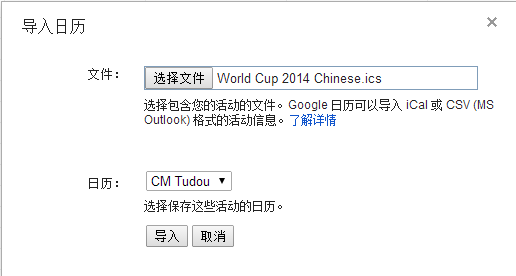 导入日历
文件： 选择文件 World Cup 2014 Chinese.ics
选择包含您的活动的文件。Google 日历可以导入 iCal 或 CSV (MS
Outlook) 格式的活动信息。了解详情
日历： CM Tudou
选择保存这些活动的日历。
导入 取消